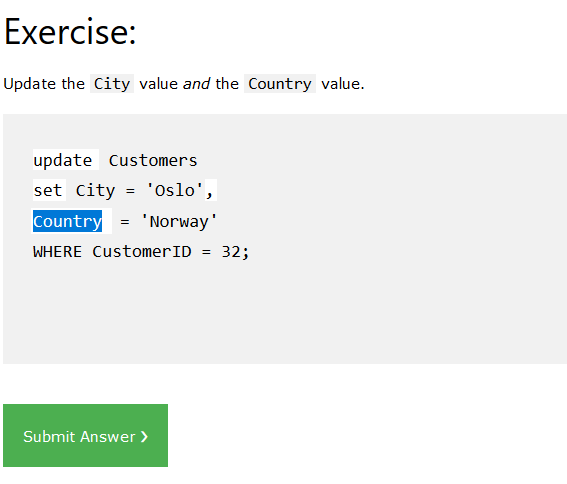 Exercise:
Update the City value and the Country value.
update Customers
set City = 'Oslo',
Country = 'Norway'
WHERE CustomerID = 32;
Submit Answer ❯